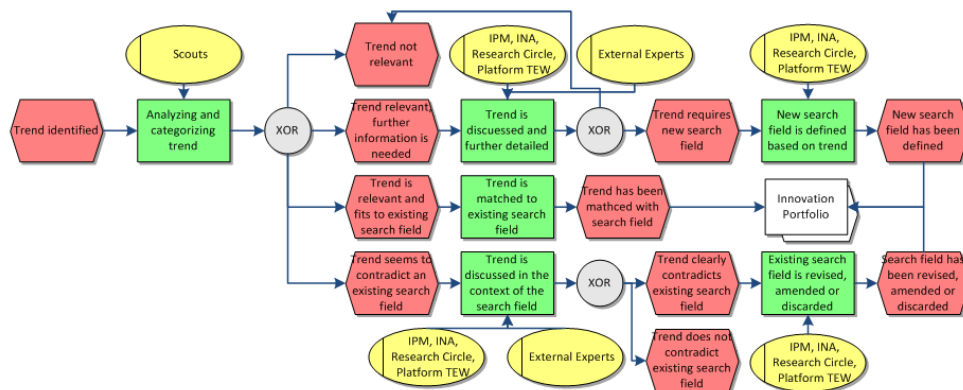 Scouts
IPM, INA,
Research Circle,
Platform TEW
External Experts
IPM, INA,
Research Circle,
Platform TEW
Trend not
relevant
Trend identified
Analyzing and
categorizing
trend
XOR
Trend relevant,
further
information is
needed
Trend is
discuessed and
further detailed
XOR
Trend requires
new search
field
New search
field is defined
based on trend
New search
field has been
defined
Trend is
relevant and
fits to existing
search field
Trend is
matched to
existing search
field
Trend has been
mathced with
search field
Innovation
Portfolio
Trend seems to
contradict an
existing search
field
Trend is
discussed in the
context of the
search field
XOR
Trend clearly
contradicts
existing search
field
Existing search
field is revised,
amended or
discarded
Search field has
been revised,
amended or
discarded
IPM, INA,
Research Circle,
Platform TEW
External Experts
Trend does not
contradict
existing search
field
IPM, INA,
Research Circle,
Platform TEW